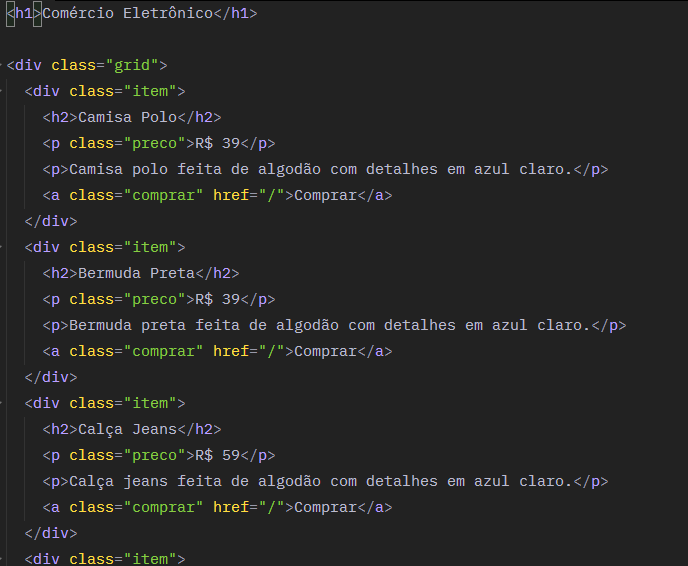 <h1>Comércio Eletrônico</h1>
<div class="grid">
<div class="item">
<h2>Camisa Polo</h2>
<p class="preco">R$ 39</p>
<p>Camisa polo feita de algodão com detalhes em azul claro.</p>
<a class="comprar" href="/">Comprar</a>
</div>
<div class="item">
<h2>Bermuda Preta</h2>
<p class="preco">R$ 39</p>
<p>Bermuda preta feita de algodão com detalhes em azul claro.</p>
<a class="comprar" href="/">Comprar</a>
</div>
<div class="item">
<h2>Calça Jeans</h2>
<p class="preco">R$ 59</p>
<p>Calça jeans feita de algodão com detalhes em azul claro.</p>
<a class="comprar" href="/">Comprar</a>
</div>
<div class="item">